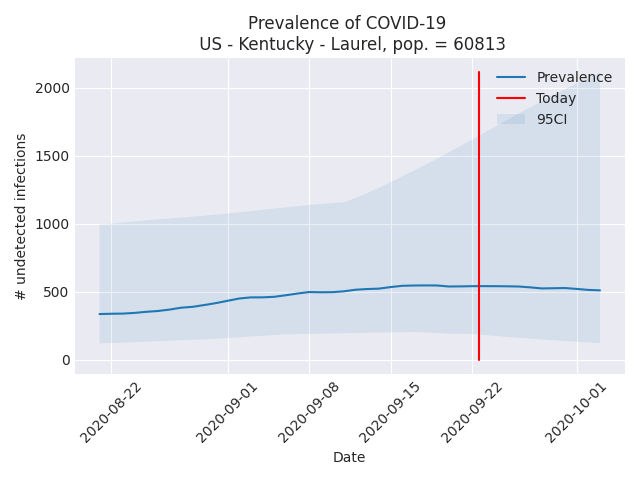 Prevalence of COVID-19
US - Kentucky - Laurel, pop. = 60813
Prevalence
Today
95CI
# undetected infections
2000
1500
1000
500
0
2020-08-22
2020-09-01
2020-09-08
2020-09-15
2020-09-22
2020-10-01
Date